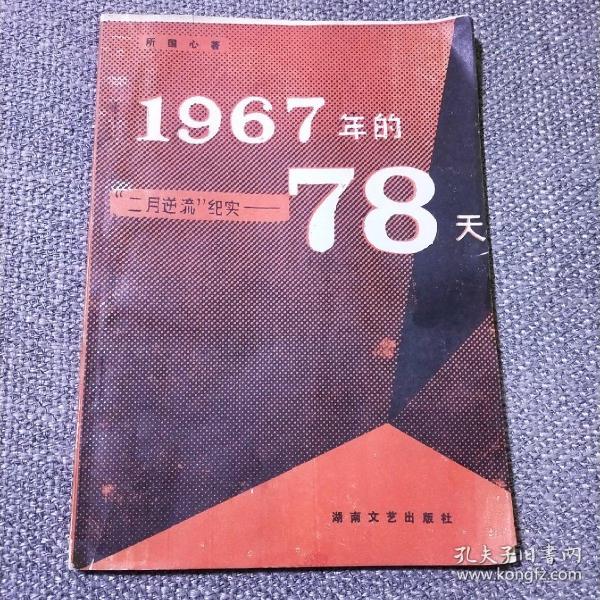 所国心著
1967年的
78天
“二月逆流”纪实——
湖南文艺出版社
孔夫子旧書网
www.kongfz.com